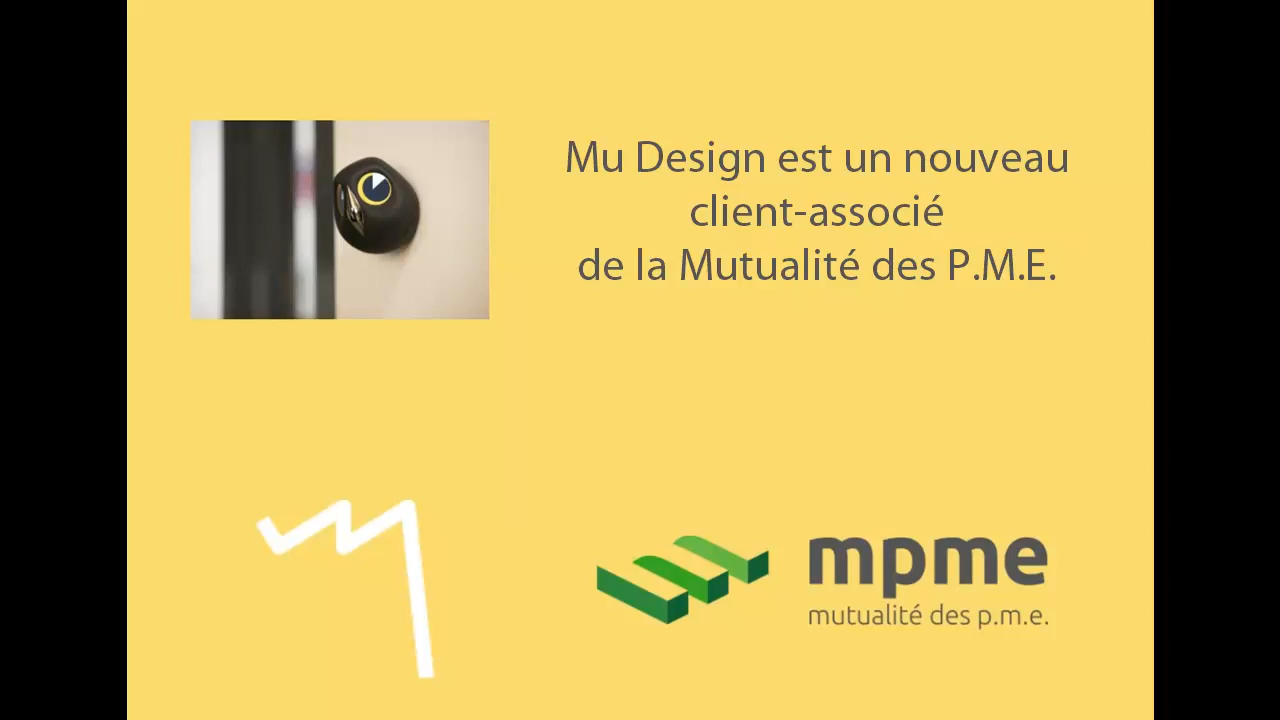 Mu Design est un nouveau
client-associé
de la Mutualité des P.M.E.
mpme
mutualité des p.m.e.